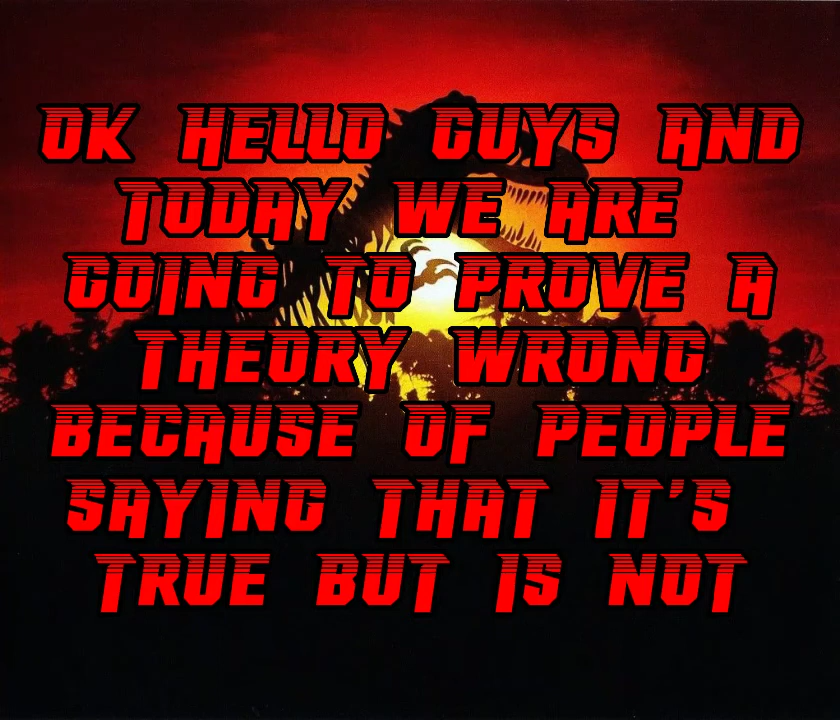 OK HELLO GUYS AND
TODAY WE ARE
GOING TO PROVE A
THEORY WRONG
BECAUSE OF PEOPLE
SAYING THAT IT'S
TRUE BUT IS NOT